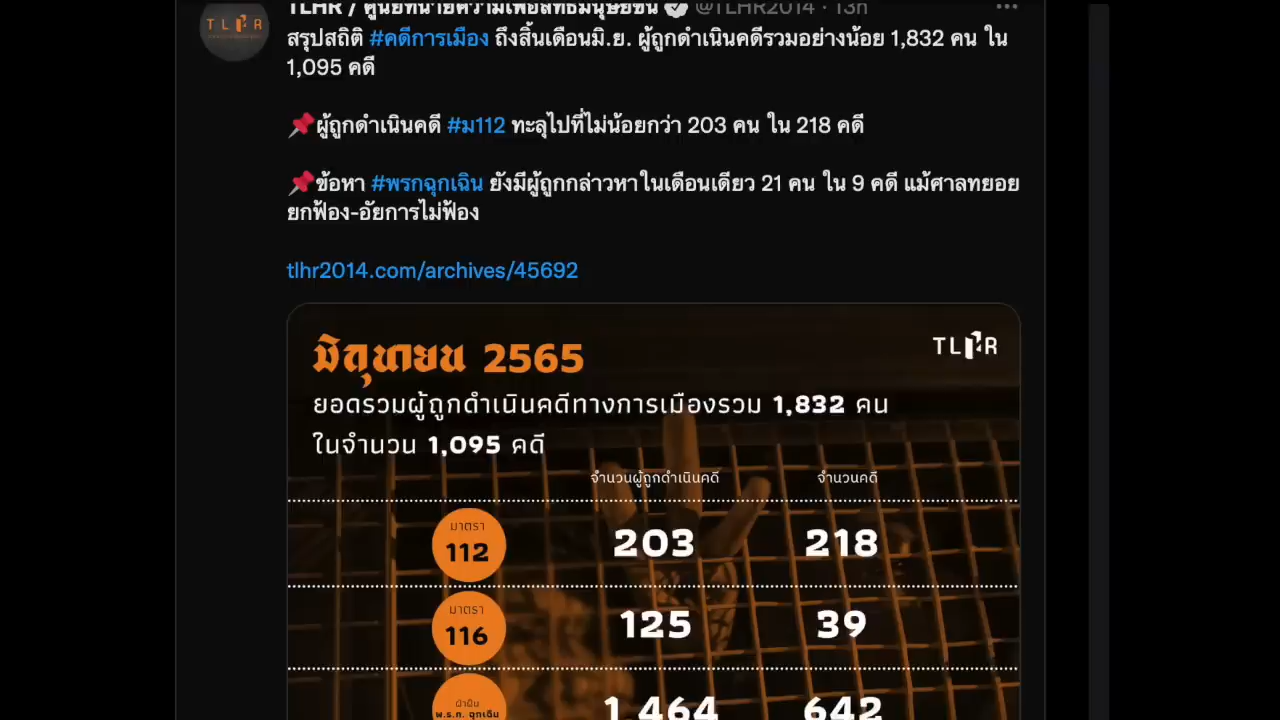 TLHR / ศูนย์ทนายความเพื่อสิทธิมนุษยชน @TLHR2014 · 13h
TLHR
สรุปสถิติ #คดีการเมือง ถึงสิ้นเดือนมิ.ย. ผู้ถูกดำเนินคดีรวมอย่างน้อย 1,832 คน ใน
1,095 คดี
📌ผู้ถูกดำเนินคดี #ม112 ทะลุไปที่ไม่น้อยกว่า 203 คน ใน 218 คดี
📌ข้อหา #พรกฉุกเฉิน ยังมีผู้ถูกกล่าวหาในเดือนเดียว 21 คน ใน 9 คดี แม้ศาลทยอย
ยกฟ้อง-อัยการไม่ฟ้อง
tlhr2014.com/archives/45692
TLHR
มิถุนายน 2565
ยอดรวมผู้ถูกดำเนินคดีทางการเมืองรวม 1,832 คน
ในจำนวน 1,095 คดี
จำนวนผู้ถูกดำเนินคดี จำนวนคดี
มาตรา
112 203 218
มาตรา
116 125 39
ฝ่าฝืน
พ.ร.ก. ฉุกเฉิน 1,464 642